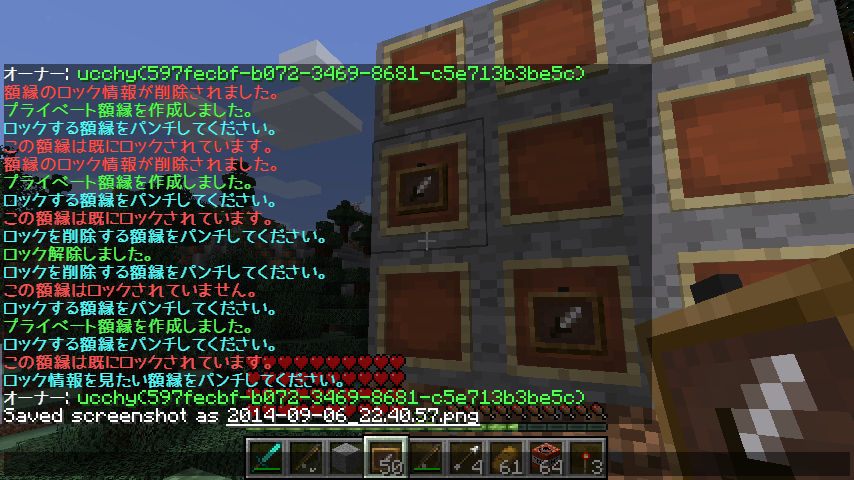 オーナー: ucchy(597fecbf-b072-3469-8681-c5e713b3be5c)
額縁のロック情報が削除されました。
プライベート額縁を作成しました。
ロックする額縁をパンチしてください。
この額縁は既にロックされています。
額縁のロック情報が削除されました。
プライベート額縁を作成しました。
ロックする額縁をパンチしてください。
この額縁は既にロックされています。
ロックを削除する額縁をパンチしてください。
ロック解除しました。
ロックを削除する額縁をパンチしてください。
この額縁はロックされていません。
ロックする額縁をパンチしてください。
プライベート額縁を作成しました。
ロックする額縁をパンチしてください。
この額縁は既にロックされています。
ロック情報を見たい額縁をパンチしてください。
オーナー: ucchy(597fecbf-b072-3469-8681-c5e713b3be5c)
Saved screenshot as 2014-09-06_22.40.57.png
50 4 61 64 3